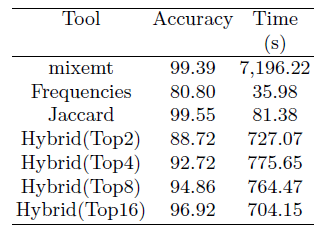 Tool Accuracy Time
(s)
mixemt 99.39 7,196.22
Frequencies 80.80 35.98
Jaccard 99.55 81.38
Hybrid(Top2) 88.72 727.07
Hybrid(Top4) 92.72 775.65
Hybrid(Top8) 94.86 764.47
Hybrid(Top16) 96.92 704.15